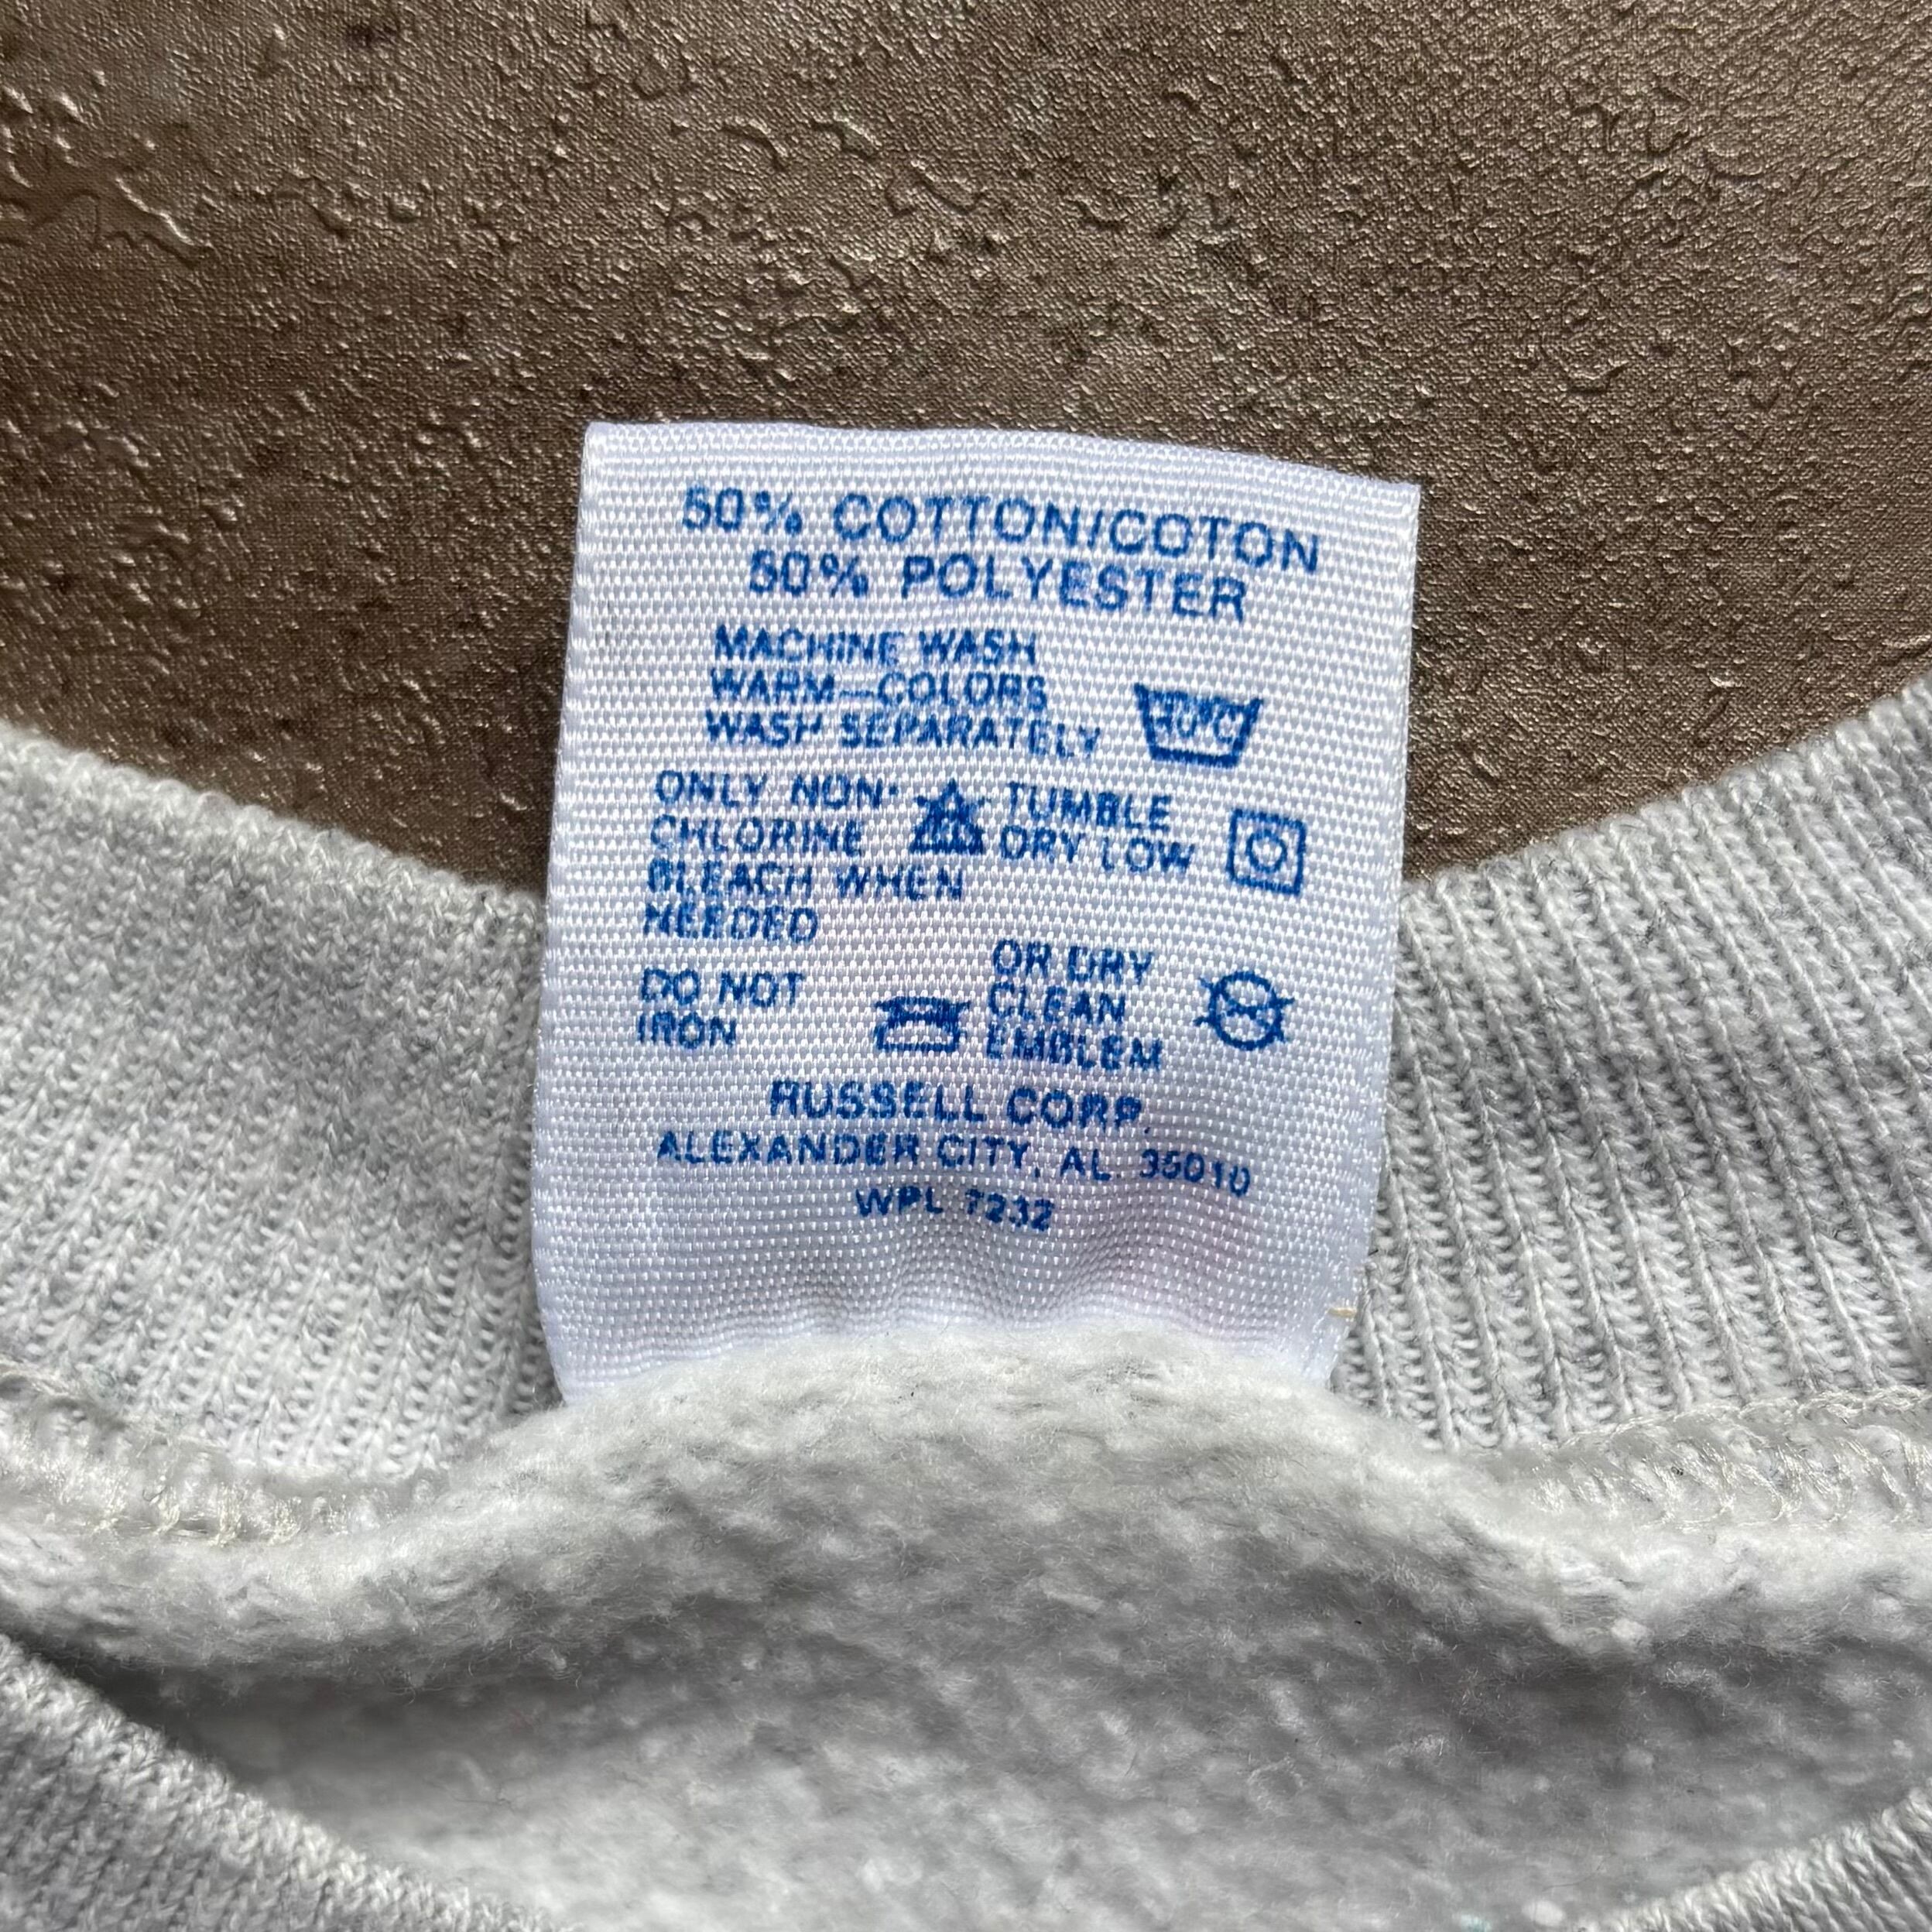 50% COTTON/COTON
50% POLYESTER
MACHINE WASH
WARM—COLORS
WASH SEPARATELY
40°C
ONLY NON-
CHLORINE
BLEACH WHEN
NEEDED
TUMBLE
DRY LOW
DO NOT
IRON
OR DRY
CLEAN
EMBLEM
RUSSELL CORP.
ALEXANDER CITY, AL 35010
WPL 7232